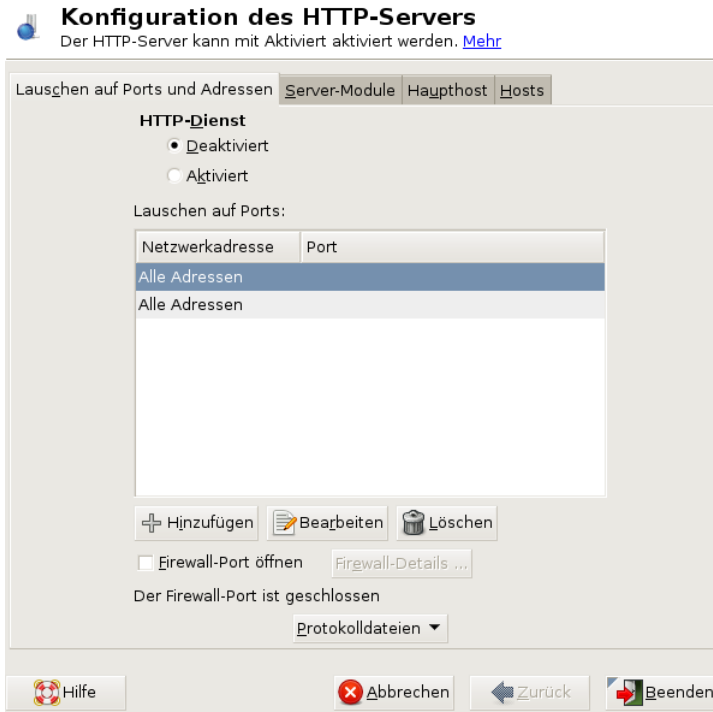 Konfiguration des HTTP-Servers
Der HTTP-Server kann mit Aktiviert aktiviert werden. Mehr
Lauschen auf Ports und Adressen Server-Module Haupthost Hosts
HTTP-Dienst
Deaktiviert
Aktiviert
Lauschen auf Ports:
Netzwerkadresse Port
Alle Adressen
Alle Adressen
Hinzufügen Bearbeiten Löschen
Firewall-Port öffnen Firewall-Details ...
Der Firewall-Port ist geschlossen
Protokolldateien
Hilfe Abbrechen Zurück Beenden